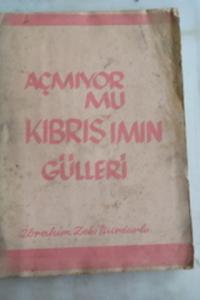 AÇMIYOR
MU
KIBRIS'IMIN
GÜLLERİ
İbrahim Zeki Burdurlu